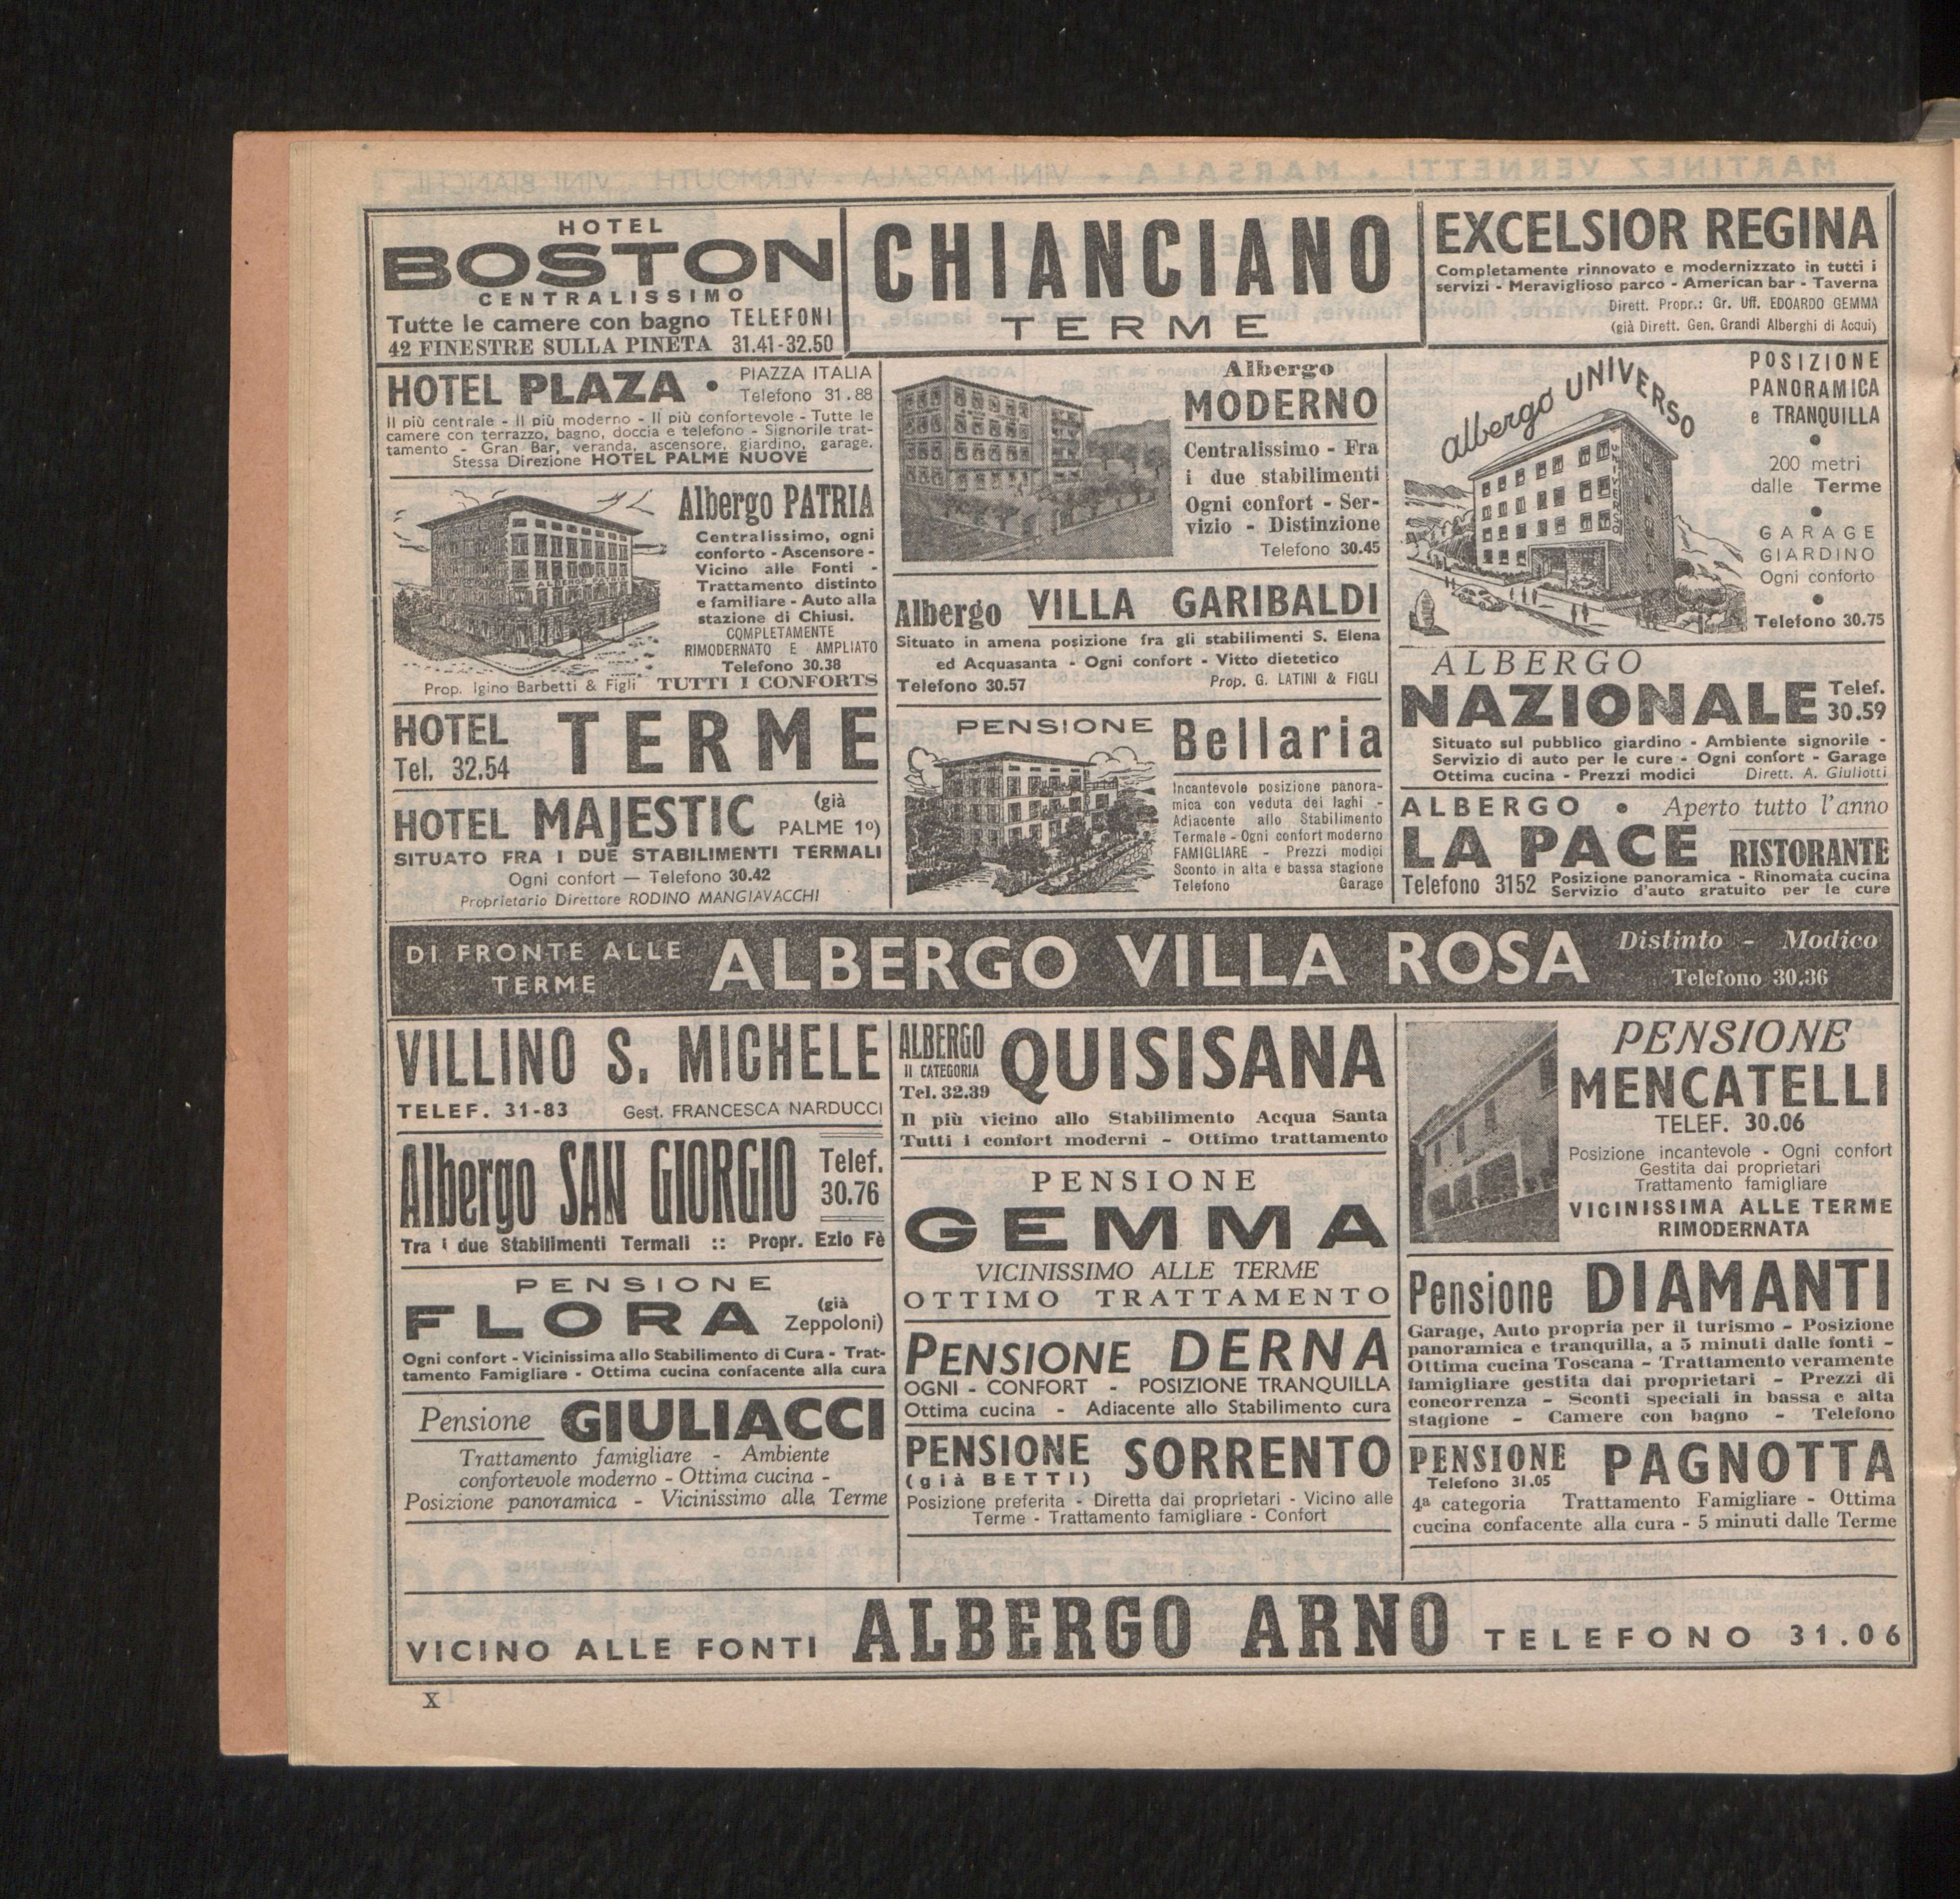 HOTEL
BOSTON
CENTRALISSIMO
Tutte le camere con bagno TELEFONI
42 FINESTRE SULLA PINETA 31.41-32.50
CHIANCIANO
TERME
EXCELSIOR REGINA
Completamente rinnovato e modernizzato in tutti i
servizi - Meraviglioso parco - American bar - Taverna
Dirett. Propr.: Gr. Uff. EDOARDO GEMMA
(già Dirett. Gen. Grandi Alberghi di Acqui)
HOTEL PLAZA • PIAZZA ITALIA
Telefono 31.88
Il più centrale - Il più moderno - Il più confortevole - Tutte le
camere con terrazzo, bagno, doccia e telefono - Signorile trat-
tamento - Gran Bar, veranda, ascensore, giardino, garage.
Stessa Direzione HOTEL PALME NUOVE
Albergo PATRIA
Centralissimo, ogni
conforto - Ascensore -
Vicino alle Fonti -
Trattamento distinto
e familiare - Auto alla
stazione di Chiusi.
COMPLETAMENTE
RIMODERNATO E AMPLIATO
Telefono 30.38
Prop. Igino Barbetti & Figli TUTTI I CONFORTS
ALBERGO PATRIA
HOTEL TERME
Tel. 32.54
HOTEL MAJESTIC (già
PALME 1º)
SITUATO FRA I DUE STABILIMENTI TERMALI
Ogni confort — Telefono 30.42
Proprietario Direttore RODINO MANGIAVACCHI
Albergo
MODERNO
Centralissimo - Fra
i due stabilimenti
Ogni confort - Ser-
vizio - Distinzione
Telefono 30.45
Albergo VILLA GARIBALDI
Situato in amena posizione fra gli stabilimenti S. Elena
ed Acquasanta - Ogni confort - Vitto dietetico
Telefono 30.57 Prop. G. LATINI & FIGLI
PENSIONE Bellaria
Incantevole posizione panora-
mica con veduta dei laghi -
Adiacente allo Stabilimento
Termale - Ogni confort moderno
FAMIGLIARE - Prezzi modici
Sconto in alta e bassa stagione
Telefono Garage
albergo UNIVERSO
UNIVERSO
POSIZIONE
PANORAMICA
e TRANQUILLA
•
200 metri
dalle Terme
•
GARAGE
GIARDINO
Ogni conforto
•
Telefono 30.75
ALBERGO
NAZIONALE Telef.
30.59
Situato sul pubblico giardino - Ambiente signorile -
Servizio di auto per le cure - Ogni confort - Garage
Ottima cucina - Prezzi modici Dirett. A. Giuliotti
ALBERGO • Aperto tutto l'anno
LA PACE RISTORANTE
Telefono 3152 Posizione panoramica - Rinomata cucina
Servizio d'auto gratuito per le cure
DI FRONTE ALLE
TERME
ALBERGO VILLA ROSA
Distinto - Modico
Telefono 30.36
VILLINO S. MICHELE
TELEF. 31-83 Gest. FRANCESCA NARDUCCI
Albergo SAN GIORGIO Telef.
30.76
Tra i due Stabilimenti Termali :: Propr. Ezio Fè
PENSIONE
FLORA (già
Zeppoloni)
Ogni confort - Vicinissima allo Stabilimento di Cura - Trat-
tamento Famigliare - Ottima cucina confacente alla cura
Pensione GIULIACCI
Trattamento famigliare - Ambiente
confortevole moderno - Ottima cucina -
Posizione panoramica - Vicinissimo alle Terme
ALBERGO
II CATEGORIA
Tel. 32.39
QUISISANA
Il più vicino allo Stabilimento Acqua Santa
Tutti i confort moderni - Ottimo trattamento
PENSIONE
GEMMA
VICINISSIMO ALLE TERME
OTTIMO TRATTAMENTO
PENSIONE DERNA
OGNI - CONFORT - POSIZIONE TRANQUILLA
Ottima cucina - Adiacente allo Stabilimento cura
PENSIONE
(già BETTI)
SORRENTO
Posizione preferita - Diretta dai proprietari - Vicino alle
Terme - Trattamento famigliare - Confort
PENSIONE
MENCATELLI
TELEF. 30.06
Posizione incantevole - Ogni confort
Gestita dai proprietari
Trattamento famigliare
VICINISSIMA ALLE TERME
RIMODERNATA
Pensione DIAMANTI
Garage, Auto propria per il turismo - Posizione
panoramica e tranquilla, a 5 minuti dalle fonti -
Ottima cucina Toscana - Trattamento veramente
famigliare gestita dai proprietari - Prezzi di
concorrenza - Sconti speciali in bassa e alta
stagione - Camere con bagno - Telefono
PENSIONE
Telefono 31.05
PAGNOTTA
4ª categoria Trattamento Famigliare - Ottima
cucina confacente alla cura - 5 minuti dalle Terme
VICINO ALLE FONTI ALBERGO ARNO TELEFONO 31.06
X